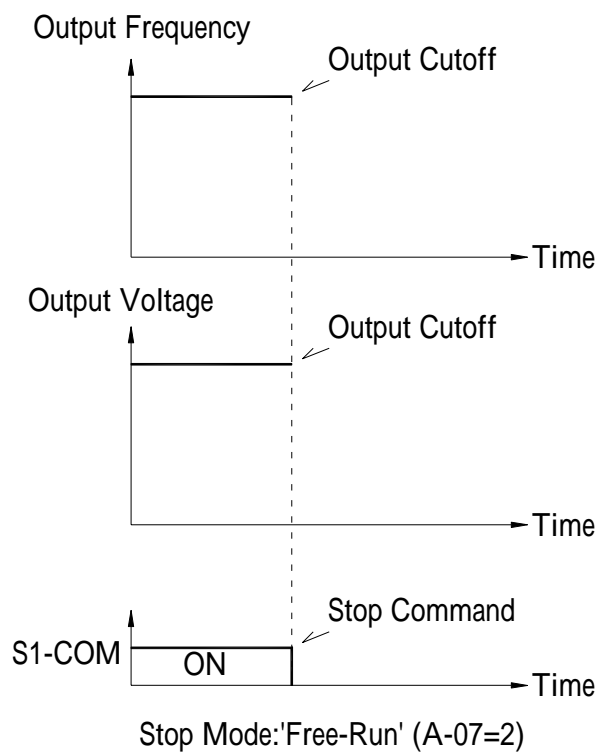 Output Frequency
Output Cutoff
Time
Output Voltage
Output Cutoff
Time
Stop Command
S1-COM
ON
Time
Stop Mode:'Free-Run' (A-07=2)